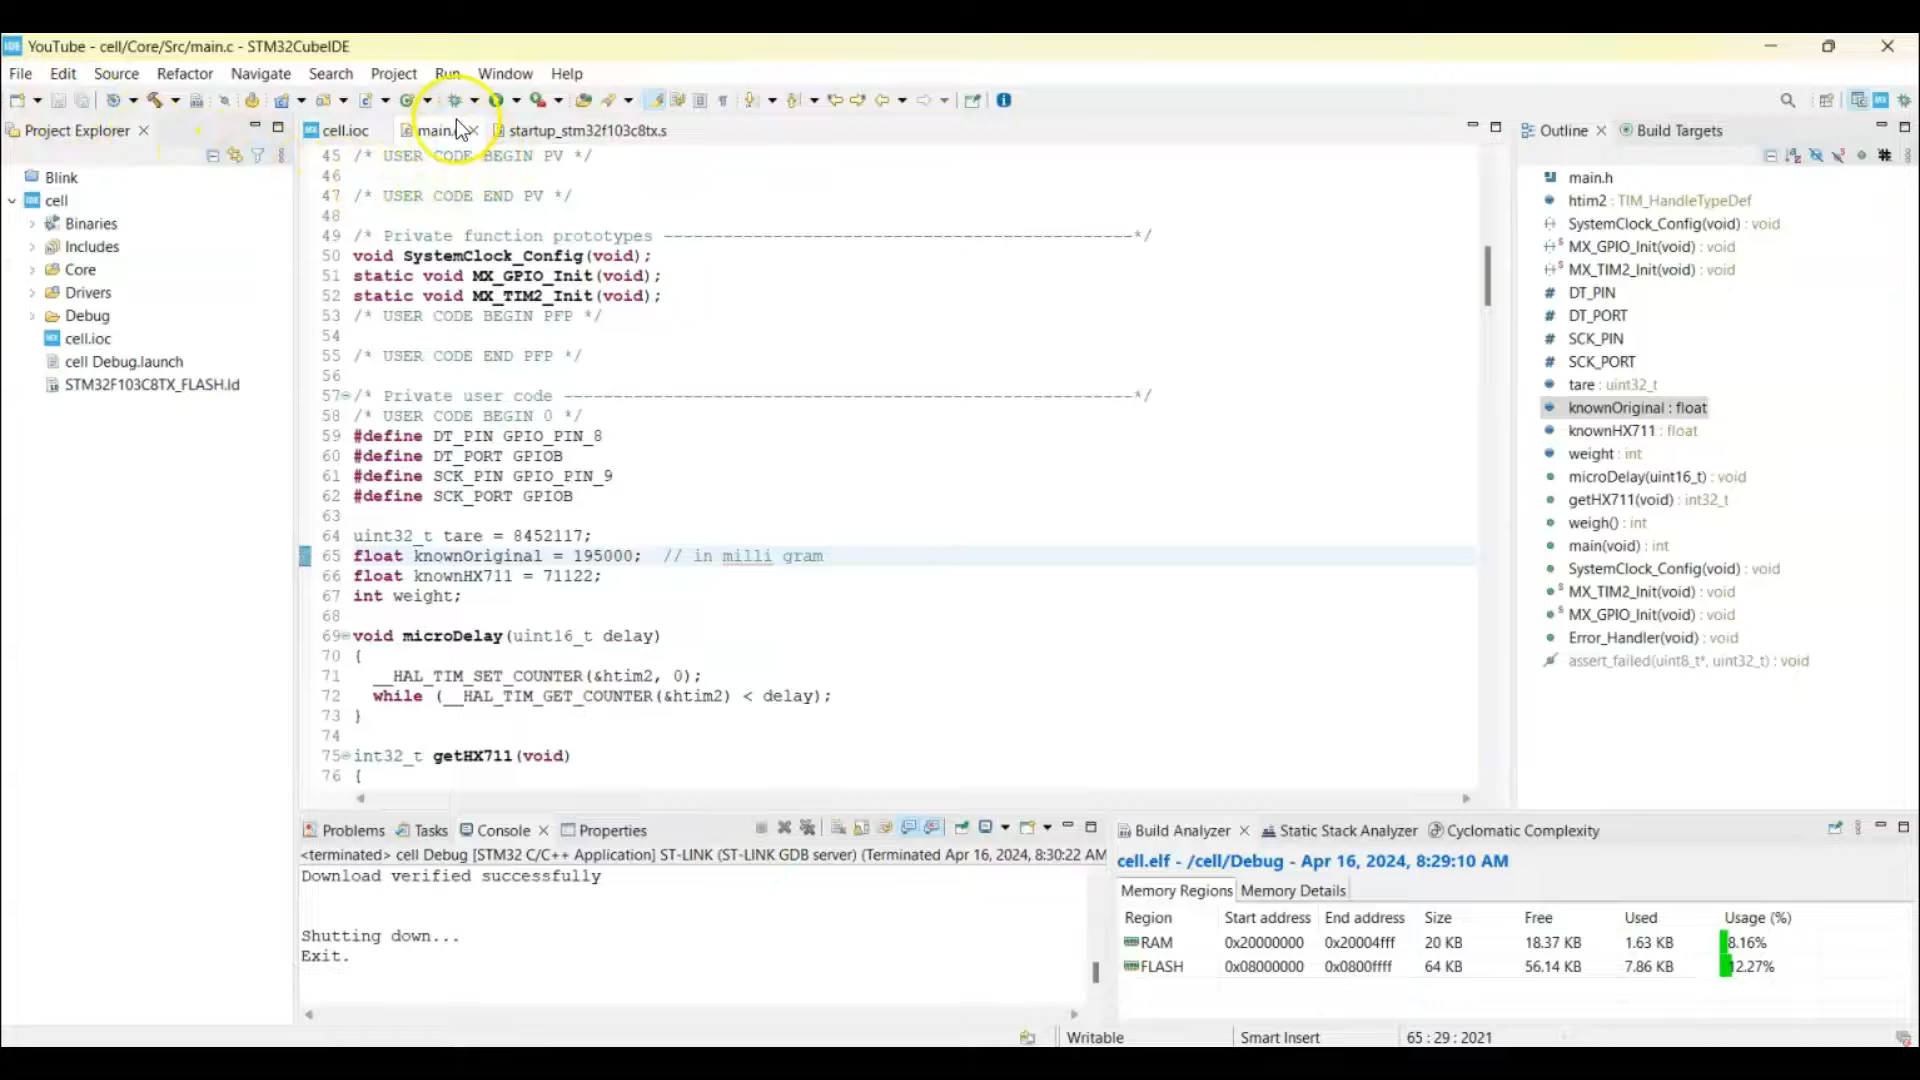 YouTube - cell/Core/Src/main.c - STM32CubeIDE
File Edit Source Refactor Navigate Search Project Run Window Help
Project Explorer
Blink
cell
Binaries
Includes
Core
Drivers
Debug
cell.ioc
cell Debug.launch
STM32F103C8TX_FLASH.ld
cell.ioc main. startup_stm32f103c8tx.s
45 /* USER CODE BEGIN PV */
46
47 /* USER CODE END PV */
48
49 /* Private function prototypes -----------------------------------------------*/
50 void SystemClock_Config(void);
51 static void MX_GPIO_Init(void);
52 static void MX_TIM2_Init(void);
53 /* USER CODE BEGIN PFP */
54
55 /* USER CODE END PFP */
56
57 /* Private user code ---------------------------------------------------------*/
58 /* USER CODE BEGIN 0 */
59 #define DT_PIN GPIO_PIN_8
60 #define DT_PORT GPIOB
61 #define SCK_PIN GPIO_PIN_9
62 #define SCK_PORT GPIOB
63
64 uint32_t tare = 8452117;
65 float knownOriginal = 195000;  // in milli gram
66 float knownHX711 = 71122;
67 int weight;
68
69 void microDelay(uint16_t delay)
70 {
71   __HAL_TIM_SET_COUNTER(&htim2, 0);
72   while (__HAL_TIM_GET_COUNTER(&htim2) < delay);
73 }
74
75 int32_t getHX711(void)
76 {
Outline Build Targets
main.h
htim2 : TIM_HandleTypeDef
SystemClock_Config(void) : void
MX_GPIO_Init(void) : void
MX_TIM2_Init(void) : void
DT_PIN
DT_PORT
SCK_PIN
SCK_PORT
tare : uint32_t
knownOriginal : float
knownHX711 : float
weight : int
microDelay(uint16_t) : void
getHX711(void) : int32_t
weigh() : int
main(void) : int
SystemClock_Config(void) : void
MX_TIM2_Init(void) : void
MX_GPIO_Init(void) : void
Error_Handler(void) : void
assert_failed(uint8_t*, uint32_t) : void
Problems Tasks Console Properties
<terminated> cell Debug [STM32 C/C++ Application] ST-LINK (ST-LINK GDB server) (Terminated Apr 16, 2024, 8:30:22 AM
Download verified successfully
Shutting down...
Exit.
Build Analyzer Static Stack Analyzer Cyclomatic Complexity
cell.elf - /cell/Debug - Apr 16, 2024, 8:29:10 AM
Memory Regions Memory Details
Region Start address End address Size Free Used Usage (%)
RAM 0x20000000 0x20004fff 20 KB 18.37 KB 1.63 KB 8.16%
FLASH 0x08000000 0x0800ffff 64 KB 56.14 KB 7.86 KB 12.27%
Writable Smart Insert 65 : 29 : 2021